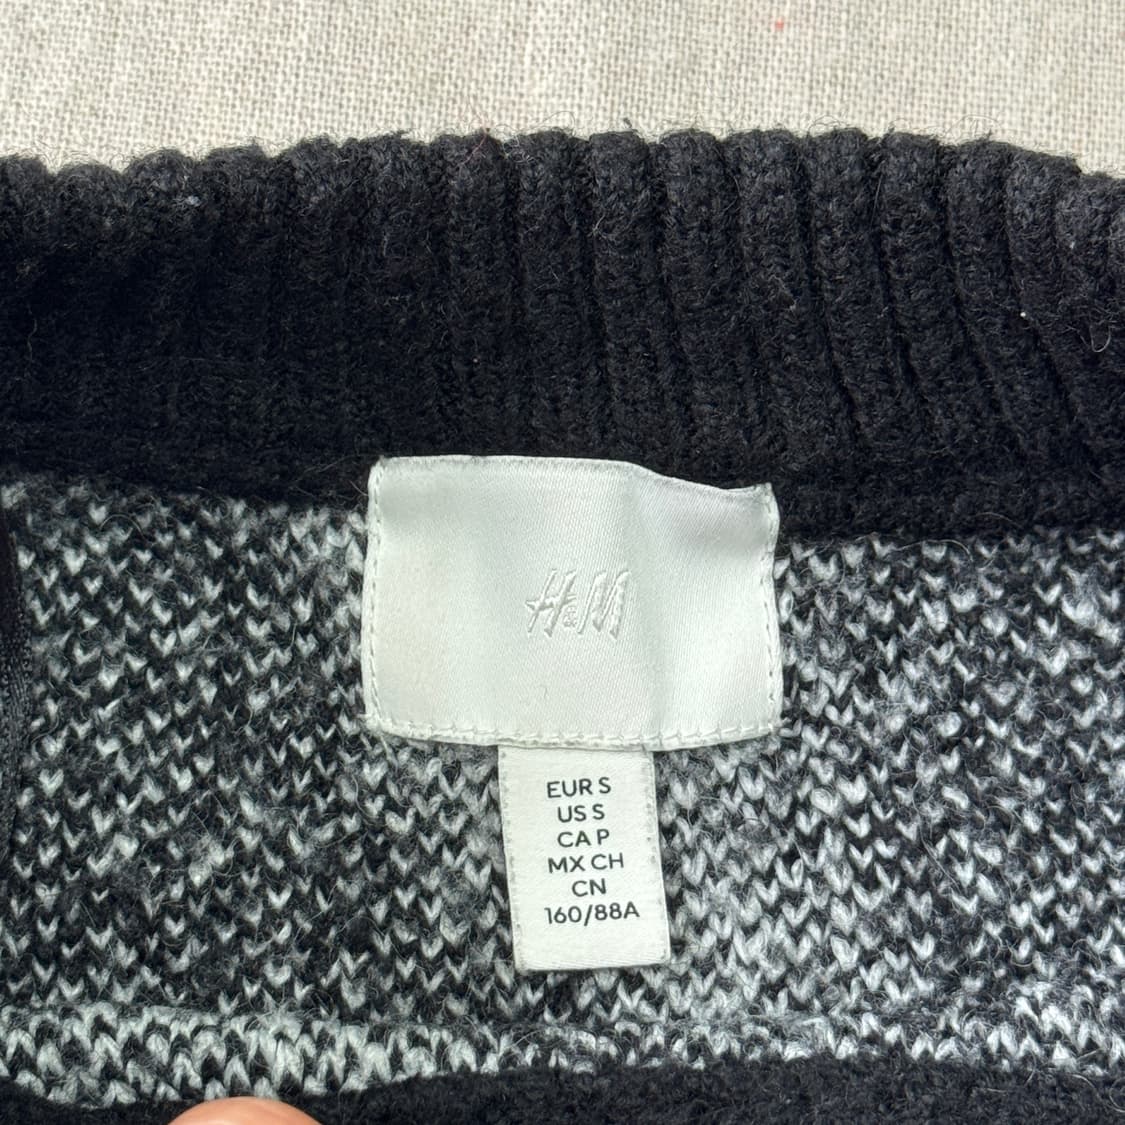 H&M
EUR S
US S
CA P
MX CH
CN
160/88A